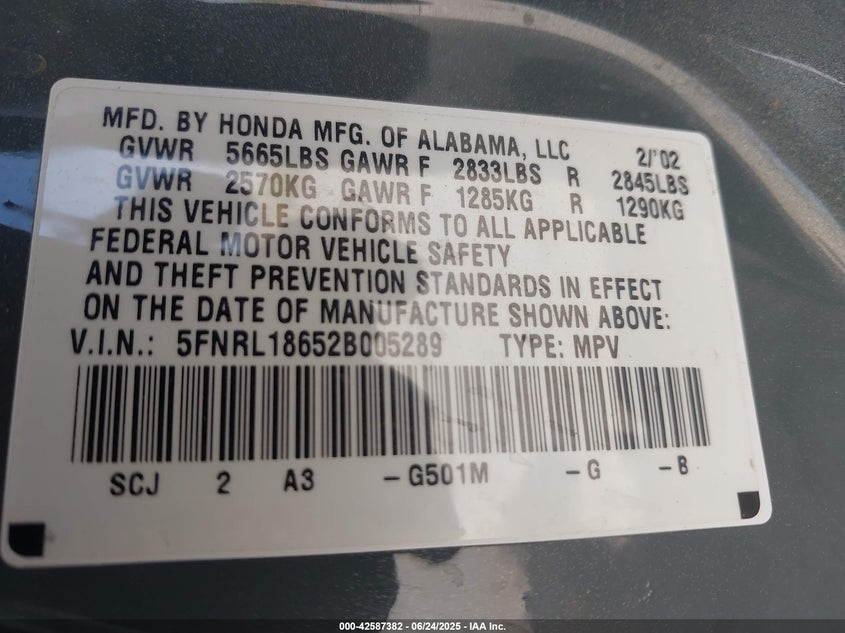 MFD. BY HONDA MFG. OF ALABAMA, LLC 2/'02
GVWR 5665LBS GAWR F 2833LBS R 2845LBS
GVWR 2570KG GAWR F 1285KG R 1290KG
THIS VEHICLE CONFORMS TO ALL APPLICABLE
FEDERAL MOTOR VEHICLE SAFETY
AND THEFT PREVENTION STANDARDS IN EFFECT
ON THE DATE OF MANUFACTURE SHOWN ABOVE:
V.I.N.: 5FNRL18652B005289 TYPE: MPV
SCJ 2 A3 -G501M -G -B
000-42587382 - 06/24/2025 - IAA Inc.